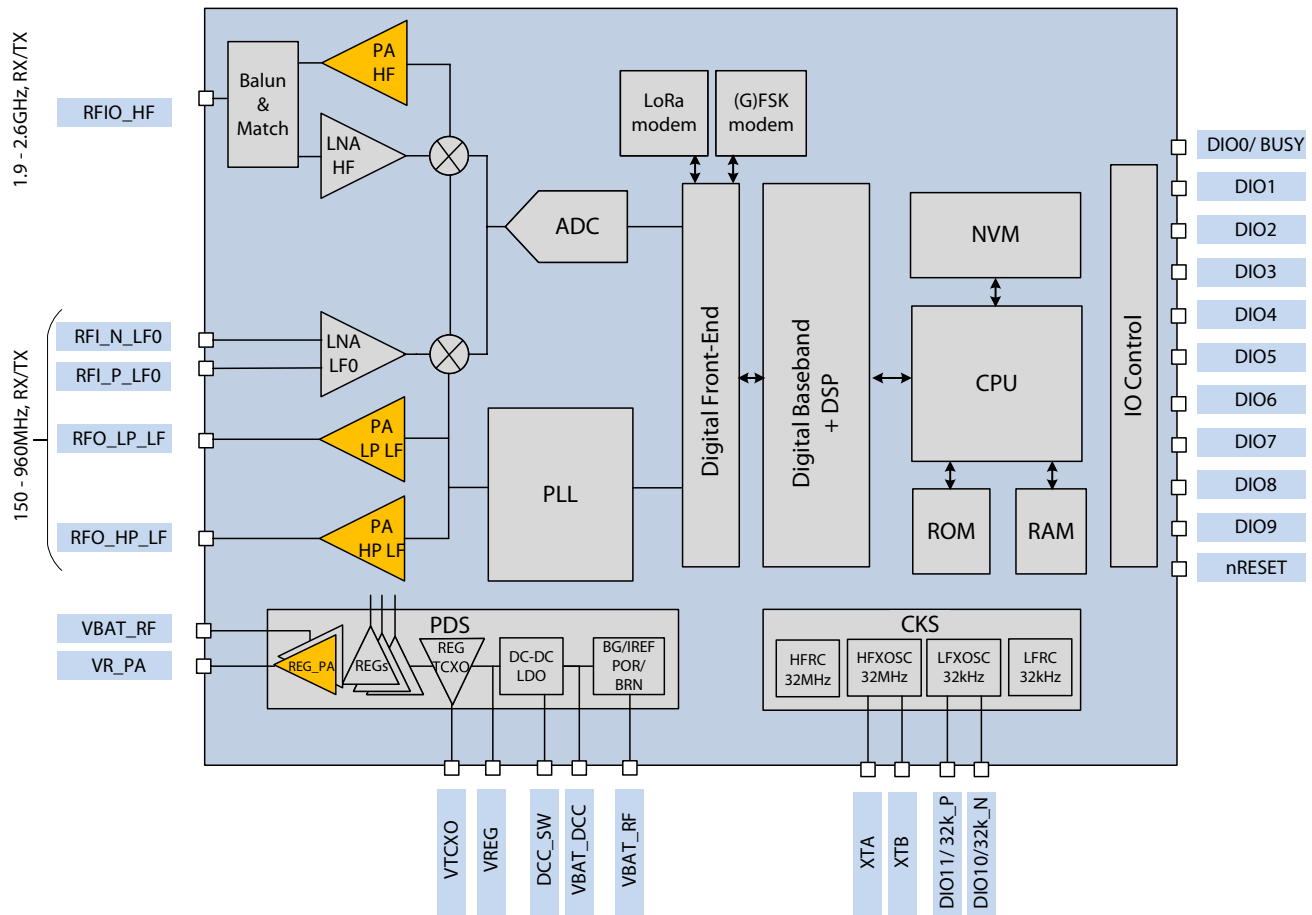 1.9 - 2.6GHz, RX/TX
RFIO_HF
Balun
&
Match
PA
HF
LNA
HF
LoRa
modem
(G)FSK
modem
ADC
150 - 960MHz, RX/TX
RFI_N_LF0
RFI_P_LF0
RFO_LP_LF
RFO_HP_LF
LNA
LF0
PA
LP LF
PA
HP LF
PLL
Digital Front-End
Digital Baseband
+ DSP
NVM
CPU
ROM
RAM
IO Control
DIO0/ BUSY
DIO1
DIO2
DIO3
DIO4
DIO5
DIO6
DIO7
DIO8
DIO9
nRESET
VBAT_RF
VR_PA
PDS
REG_PA
REGs
REG
TCXO
DC-DC
LDO
BG/IREF
POR/
BRN
CKS
HFRC
32MHz
HFXOSC
32MHz
LFXOSC
32kHz
LFRC
32kHz
VTCXO
VREG
DCC_SW
VBAT_DCC
VBAT_RF
XTA
XTB
DIO11/ 32k_P
DIO10/32k_N